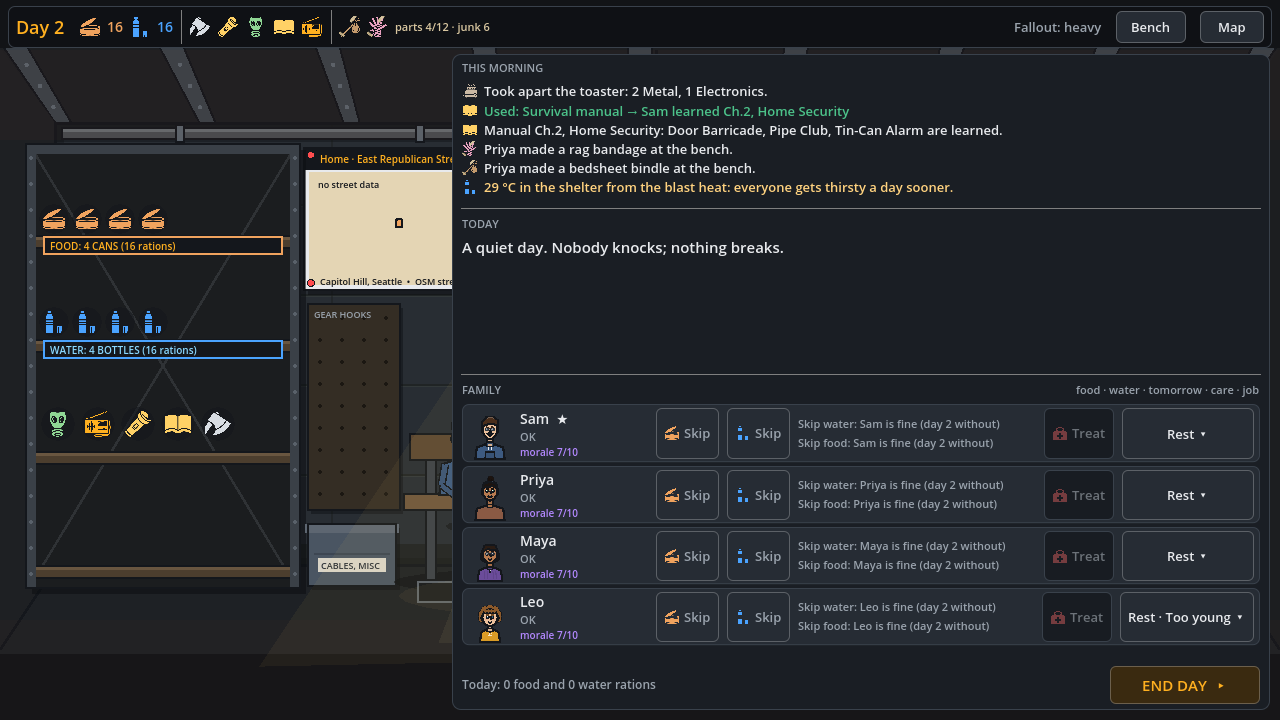 Day 2
16
16
parts 4/12 · junk 6
Fallout: heavy
Bench
Map
THIS MORNING
Took apart the toaster: 2 Metal, 1 Electronics.
Used: Survival manual → Sam learned Ch.2, Home Security
Manual Ch.2, Home Security: Door Barricade, Pipe Club, Tin-Can Alarm are learned.
Priya made a rag bandage at the bench.
Priya made a bedsheet bindle at the bench.
29 °C in the shelter from the blast heat: everyone gets thirsty a day sooner.
TODAY
A quiet day. Nobody knocks; nothing breaks.
Home · East Republican Stre
no street data
Capitol Hill, Seattle • OSM stre
FOOD: 4 CANS (16 rations)
WATER: 4 BOTTLES (16 rations)
GEAR HOOKS
CABLES, MISC
FAMILY
food · water · tomorrow · care · job
Sam ★
OK
morale 7/10
Skip
Skip
Skip water: Sam is fine (day 2 without)
Skip food: Sam is fine (day 2 without)
Treat
Rest ▾
Priya
OK
morale 7/10
Skip
Skip
Skip water: Priya is fine (day 2 without)
Skip food: Priya is fine (day 2 without)
Treat
Rest ▾
Maya
OK
morale 7/10
Skip
Skip
Skip water: Maya is fine (day 2 without)
Skip food: Maya is fine (day 2 without)
Treat
Rest ▾
Leo
OK
morale 7/10
Skip
Skip
Skip water: Leo is fine (day 2 without)
Skip food: Leo is fine (day 2 without)
Treat
Rest · Too young ▾
Today: 0 food and 0 water rations
END DAY ▸